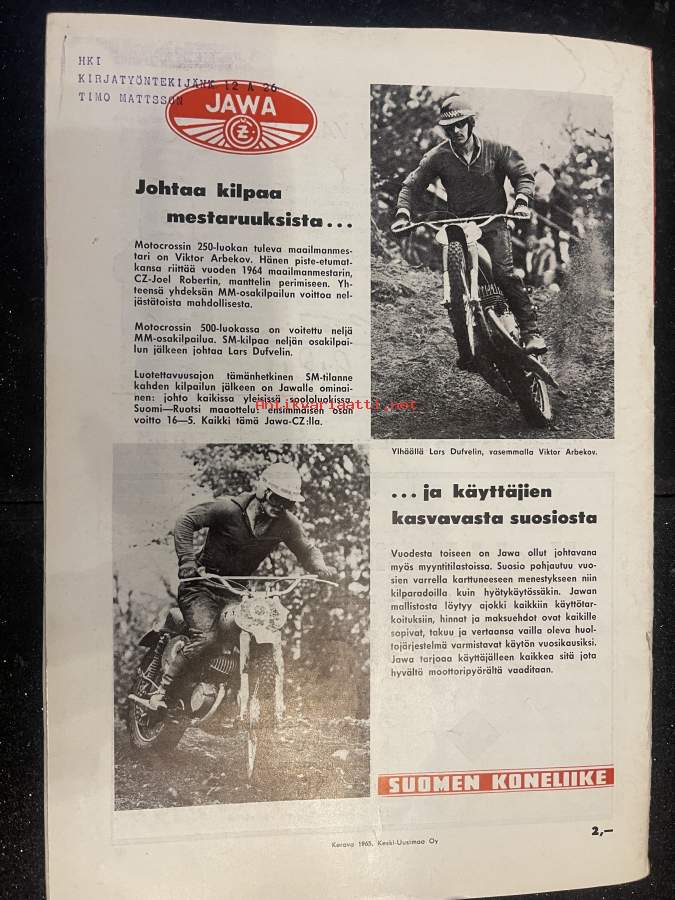 HKI
KIRJATYÖNTEKIJÄNK 12 A 26
TIMO MATTSSON
JAWA
CZ
Johtaa kilpaa
mestaruuksista...
Motocrossin 250-luokan tuleva maailmanmes-
tari on Viktor Arbekov. Hänen piste-etumat-
kansa riittää vuoden 1964 maailmanmestarin,
CZ-Joel Robertin, manttelin perimiseen. Yh-
teensä yhdeksän MM-osakilpailun voittoa nel-
jästätoista mahdollisesta.
Motocrossin 500-luokassa on voitettu neljä
MM-osakilpailua. SM-kilpaa neljän osakilpai-
lun jälkeen johtaa Lars Dufvelin.
Luotettavuusajon tämänhetkinen SM-tilanne
kahden kilpailun jälkeen on Jawalle ominai-
nen: johto kaikissa yleisissä soololuokissa.
Suomi—Ruotsi maaottelu ensimmäisen osan
voitto 16—5. Kaikki tämä Jawa-CZ:lla.
Antikvariaatti.net
Ylhäällä Lars Dufvelin, vasemmalla Viktor Arbekov.
...ja käyttäjien
kasvavasta suosiosta
Vuodesta toiseen on Jawa ollut johtavana
myös myyntitilastoissa. Suosio pohjautuu vuo-
sien varrella karttuneeseen menestykseen niin
kilparadoilla kuin hyötykäytössäkin. Jawan
mallistosta löytyy ajokki kaikkiin käyttötar-
koituksiin, hinnat ja maksuehdot ovat kaikille
sopivat, takuu ja vertaansa vailla oleva huol-
tojärjestelmä varmistavat käytön vuosikausiksi.
Jawa tarjoaa käyttäjälleen kaikkea sitä jota
hyvältä moottoripyörältä vaaditaan.
SUOMEN KONELIIKE
2,—
Kerava 1965, Keski-Uusimaa Oy